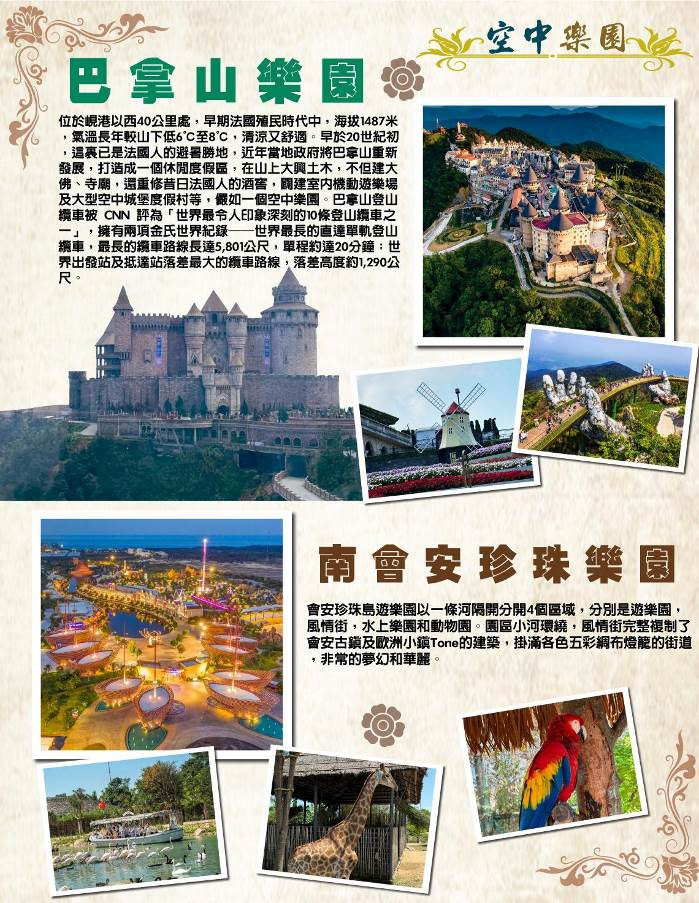 空中樂園
巴拿山樂園
位於峴港以西40公里處，早期法國殖民時代中，海拔1487米
，氣溫長年較山下低6˚C至8˚C，清涼又舒適。早於20世紀初
，這裏已是法國人的避暑勝地，近年當地政府將巴拿山重新
發展，打造成一個休閒度假區，在山上大興土木，不但建大
佛、寺廟，還重修昔日法國人的酒窖，闢建室内機動遊樂場
及大型空中城堡度假村等，儼如一個空中樂園。巴拿山登山
纜車被 CNN 評為「世界最令人印象深刻的10條登山纜車之
一」，擁有兩項金氏世界紀錄——世界最長的直達單軌登山
纜車，最長的纜車路線長達5,801公尺，單程約達20分鐘；世
界出發站及抵達站落差最大的纜車路線，落差高度約1,290公
尺。
南會安珍珠樂園
會安珍珠島遊樂園以一條河隔開分開4個區域，分別是遊樂園，
風情街，水上樂園和動物園。園區小河環繞，風情街完整複制了
會安古鎮及歐洲小鎮Tone的建築，掛滿各色五彩綢布燈龍的街道
，非常的夢幻和華麗。